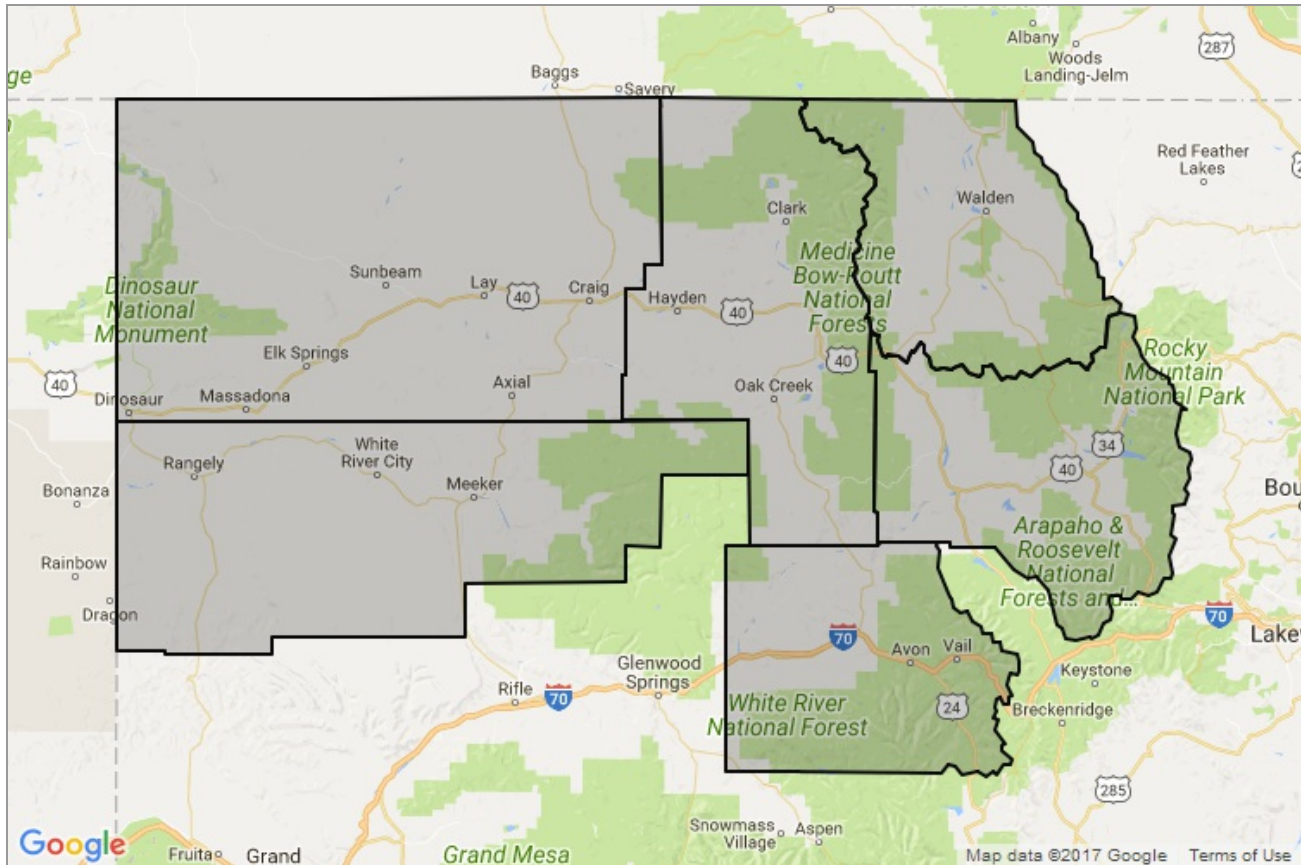 Albany
287
Woods
Landing-Jelm
Baggs
Savery
Red Feather
Lakes
Walden
Clark
Medicine
Bow-Routt
National
Forests
Sunbeam
Lay
40
Craig
Hayden
40
Dinosaur
National
Monument
Elk Springs
40
Rocky
Mountain
National Park
40
Massadona
Axial
Oak Creek
Dinosaur
34
40
White
River City
Rangely
Meeker
Bonanza
Arapaho &
Roosevelt
National
Forests and...
Rainbow
Dragon
70
70
Avon
Vail
Glenwood
Springs
Keystone
Rifle
70
White River
National Forest
24
Breckenridge
285
Snowmass
Village
Aspen
Google
Fruita
Grand
Grand Mesa
Map data ©2017 Google
Terms of Use